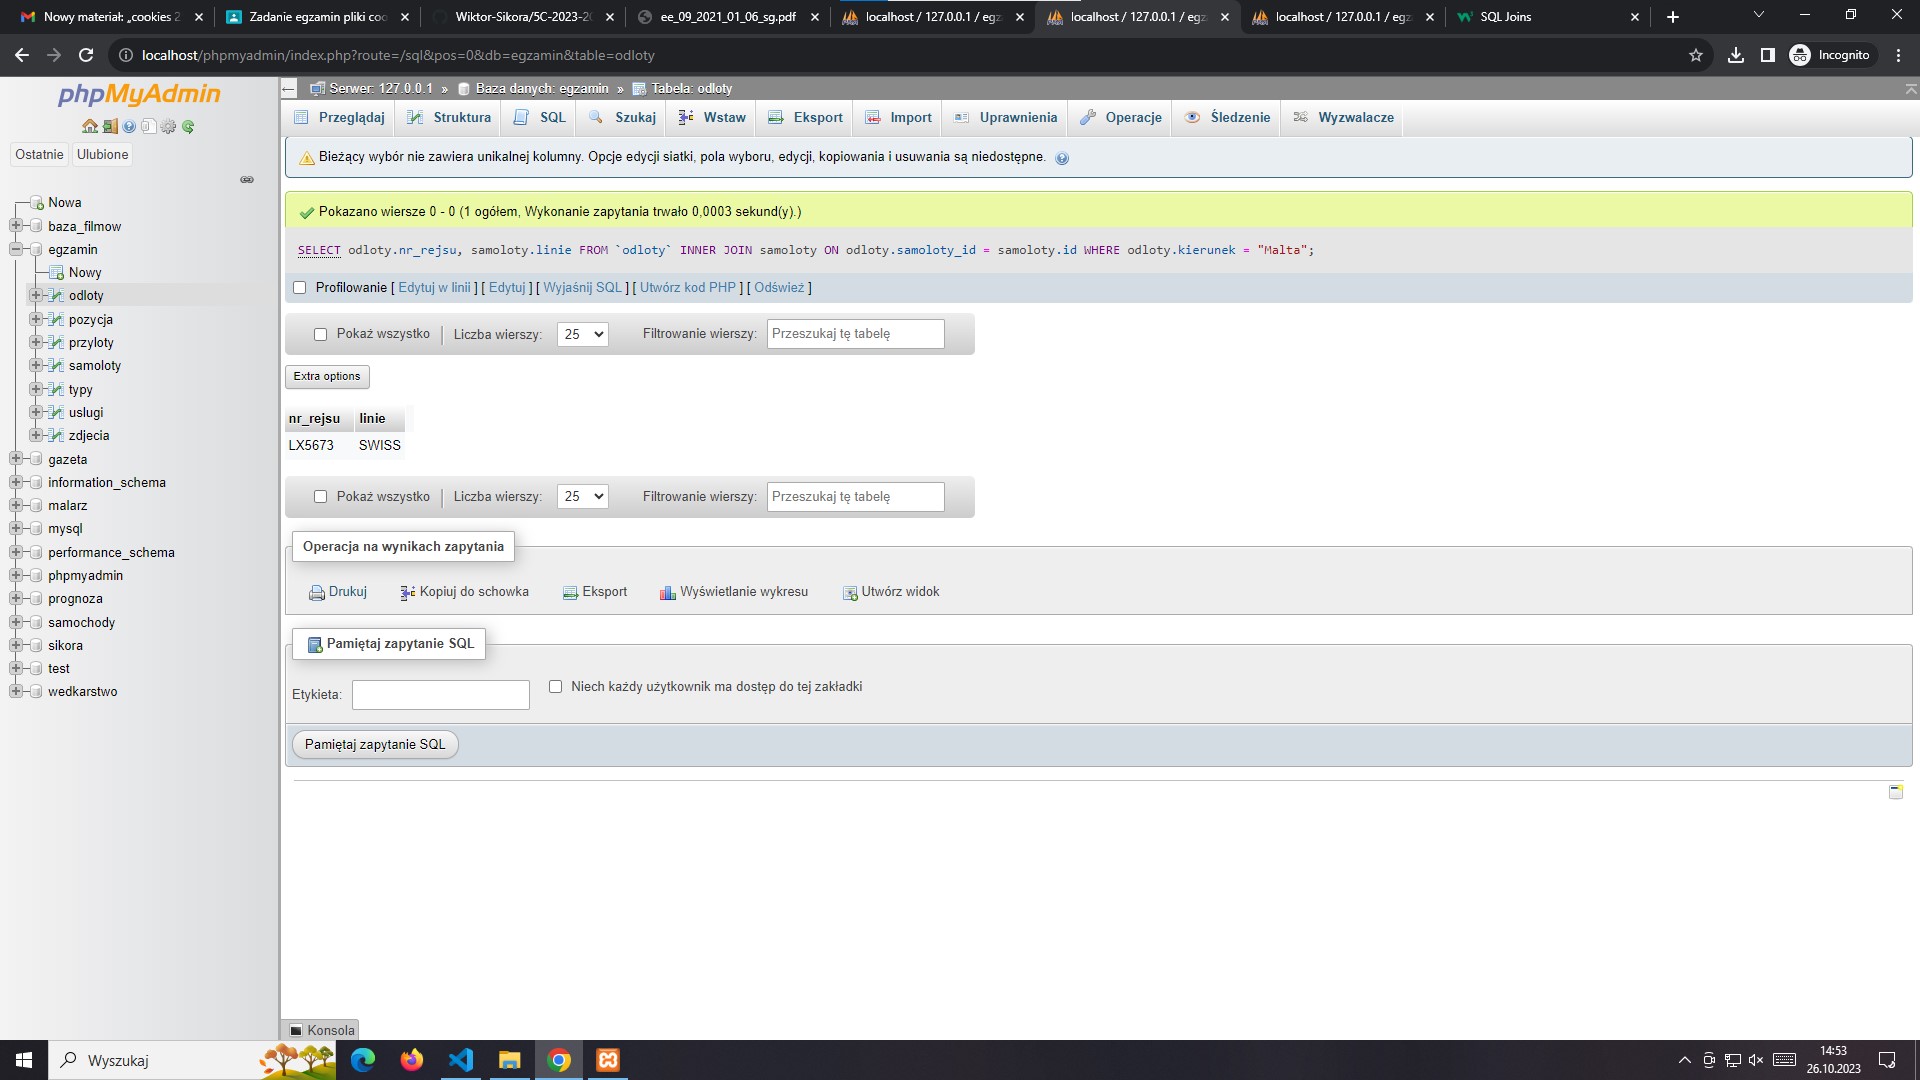 Nowy materiał: „cookies 2
Zadanie egzamin pliki coo
Wiktor-Sikora/5C-2023-20
ee_09_2021_01_06_sg.pdf
localhost / 127.0.0.1 / egz
localhost / 127.0.0.1 / egz
localhost / 127.0.0.1 / egz
SQL Joins
localhost/phpmyadmin/index.php?route=/sql&pos=0&db=egzamin&table=odloty
Incognito
phpMyAdmin
Ostatnie
Ulubione
Nowa
baza_filmow
egzamin
Nowy
odloty
pozycja
przyloty
samoloty
typy
uslugi
zdjecia
gazeta
information_schema
malarz
mysql
performance_schema
phpmyadmin
prognoza
samochody
sikora
test
wedkarstwo
Serwer: 127.0.0.1 » Baza danych: egzamin » Tabela: odloty
Przeglądaj Struktura SQL Szukaj Wstaw Eksport Import Uprawnienia Operacje Śledzenie Wyzwalacze
Bieżący wybór nie zawiera unikalnej kolumny. Opcje edycji siatki, pola wyboru, edycji, kopiowania i usuwania są niedostępne.
Pokazano wiersze 0 - 0 (1 ogółem, Wykonanie zapytania trwało 0,0003 sekund(y).)
SELECT odloty.nr_rejsu, samoloty.linie FROM `odloty` INNER JOIN samoloty ON odloty.samoloty_id = samoloty.id WHERE odloty.kierunek = "Malta";
Profilowanie [ Edytuj w linii ] [ Edytuj ] [ Wyjaśnij SQL ] [ Utwórz kod PHP ] [ Odśwież ]
Pokaż wszystko | Liczba wierszy: 25 Filtrowanie wierszy: Przeszukaj tę tabelę
Extra options
nr_rejsu linie
LX5673 SWISS
Pokaż wszystko | Liczba wierszy: 25 Filtrowanie wierszy: Przeszukaj tę tabelę
Operacja na wynikach zapytania
Drukuj Kopiuj do schowka Eksport Wyświetlanie wykresu Utwórz widok
Pamiętaj zapytanie SQL
Etykieta: Niech każdy użytkownik ma dostęp do tej zakładki
Pamiętaj zapytanie SQL
Konsola
Wyszukaj
14:53
26.10.2023